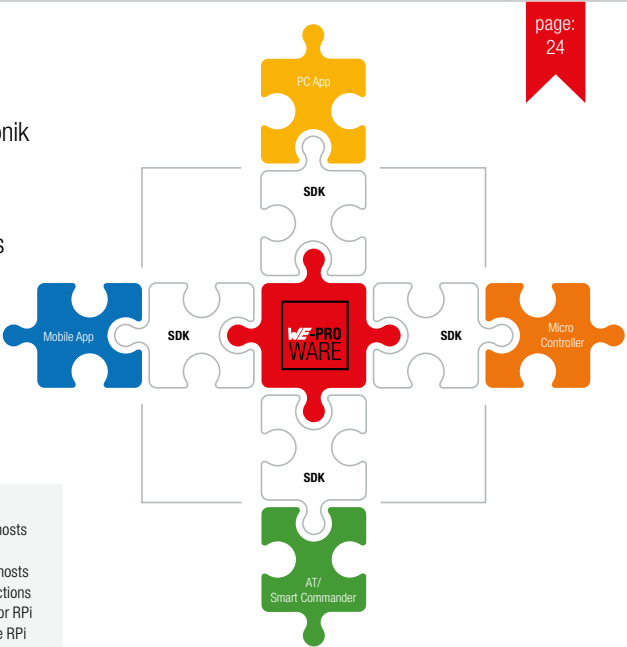 page:
24
PC App
onik
SDK
s
Mobile App
SDK
WE-PRO
WARE
SDK
Micro
Controller
SDK
hosts
hosts
ctions
or RPi
e RPi
AT/
Smart Commander